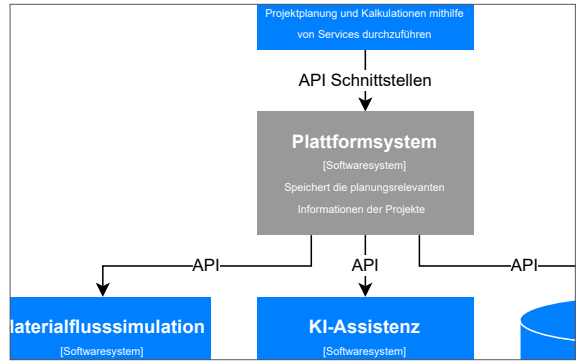 Projektplanung und Kalkulationen mithilfe
von Services durchzuführen
API Schnittstellen
Plattformsystem
[Softwaresystem]
Speichert die planungsrelevanten
Informationen der Projekte
API
API
API
laterialflusssimulation
[Softwaresystem]
KI-Assistenz
[Softwaresystem]